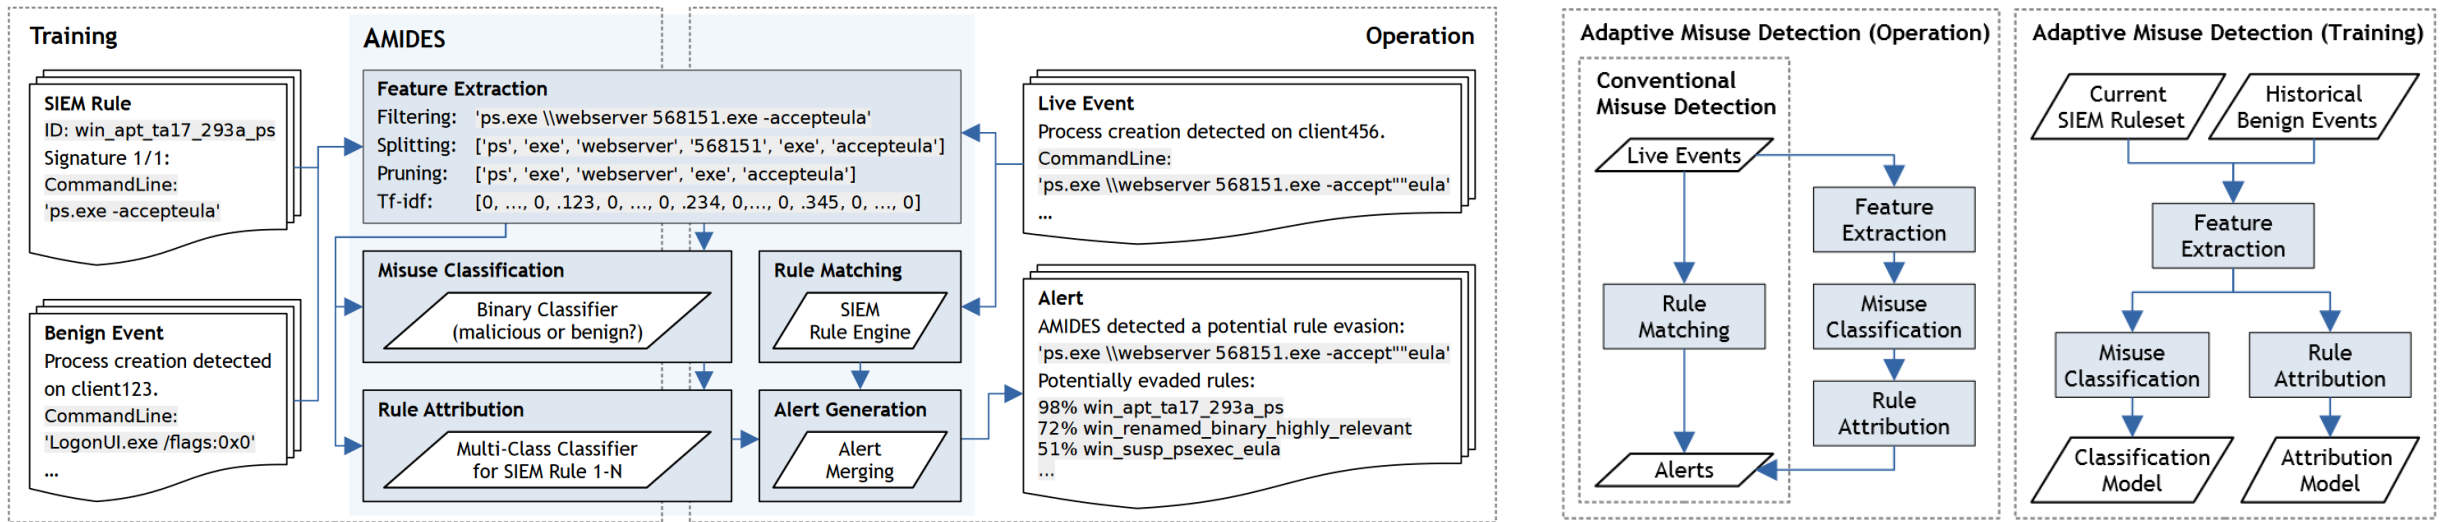 Training
AMIDES
Operation
SIEM Rule
ID: win_apt_ta17_293a_ps
Signature 1/1:
CommandLine:
'ps.exe -accepteula'
Benign Event
Process creation detected
on client123.
CommandLine:
'LogonUI.exe /flags:0x0'
...
Feature Extraction
Filtering: 'ps.exe \\webserver 568151.exe -accepteula'
Splitting: ['ps', 'exe', 'webserver', '568151', 'exe', 'accepteula']
Pruning: ['ps', 'exe', 'webserver', 'exe', 'accepteula']
Tf-idf: [0, ..., 0, .123, 0, ..., 0, .234, 0,..., 0, .345, 0, ..., 0]
Misuse Classification
Binary Classifier
(malicious or benign?)
Rule Attribution
Multi-Class Classifier
for SIEM Rule 1-N
Rule Matching
SIEM
Rule Engine
Alert Generation
Alert
Merging
Live Event
Process creation detected on client456.
CommandLine:
'ps.exe \\webserver 568151.exe -accept""eula'
...
Alert
AMIDES detected a potential rule evasion:
'ps.exe \\webserver 568151.exe -accept""eula'
Potentially evaded rules:
98% win_apt_ta17_293a_ps
72% win_renamed_binary_highly_relevant
51% win_susp_psexec_eula
...
Adaptive Misuse Detection (Operation)
Conventional
Misuse Detection
Live Events
Rule
Matching
Alerts
Feature
Extraction
Misuse
Classification
Rule
Attribution
Adaptive Misuse Detection (Training)
Current
SIEM Ruleset
Historical
Benign Events
Feature
Extraction
Misuse
Classification
Rule
Attribution
Classification
Model
Attribution
Model